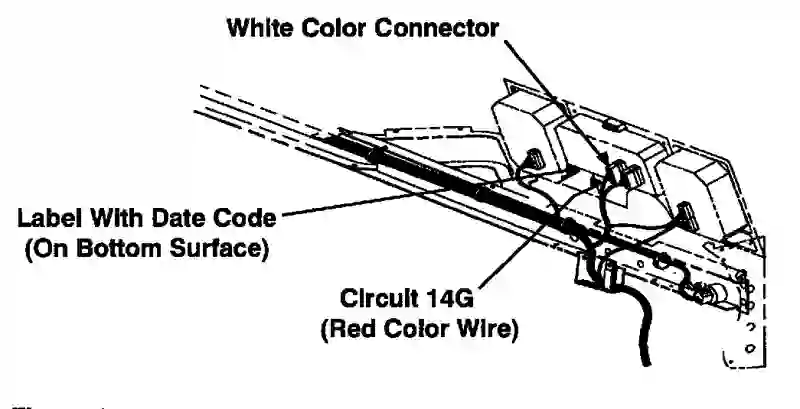 White Color Connector
Label With Date Code
(On Bottom Surface)
Circuit 14G
(Red Color Wire)